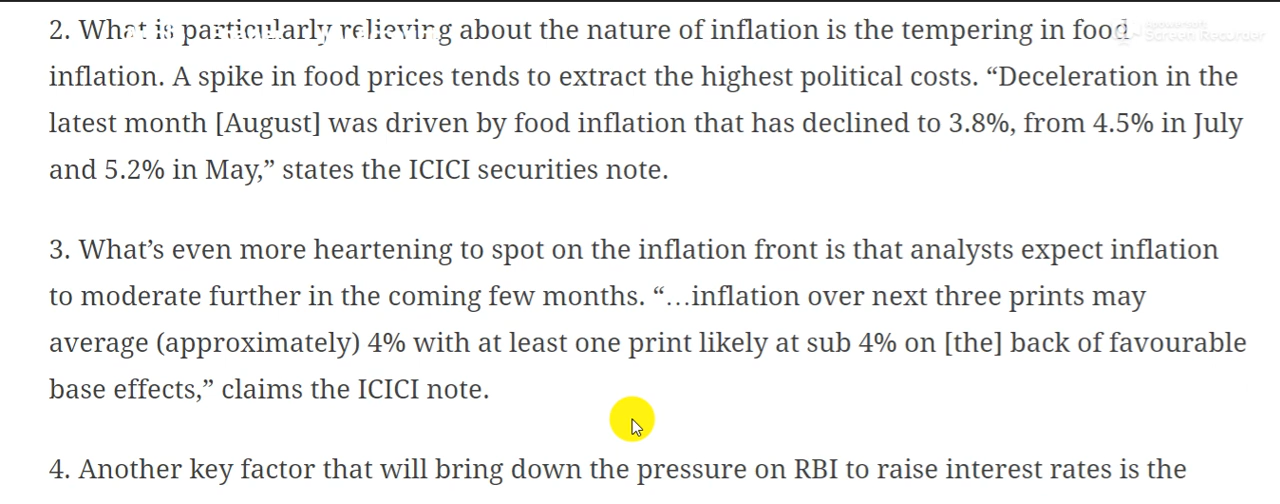 2. What is particularly relieving about the nature of inflation is the tempering in food
inflation. A spike in food prices tends to extract the highest political costs. “Deceleration in the
latest month [August] was driven by food inflation that has declined to 3.8%, from 4.5% in July
and 5.2% in May,” states the ICICI securities note.
3. What’s even more heartening to spot on the inflation front is that analysts expect inflation
to moderate further in the coming few months. “…inflation over next three prints may
average (approximately) 4% with at least one print likely at sub 4% on [the] back of favourable
base effects,” claims the ICICI note.
4. Another key factor that will bring down the pressure on RBI to raise interest rates is the
Screen Recorder